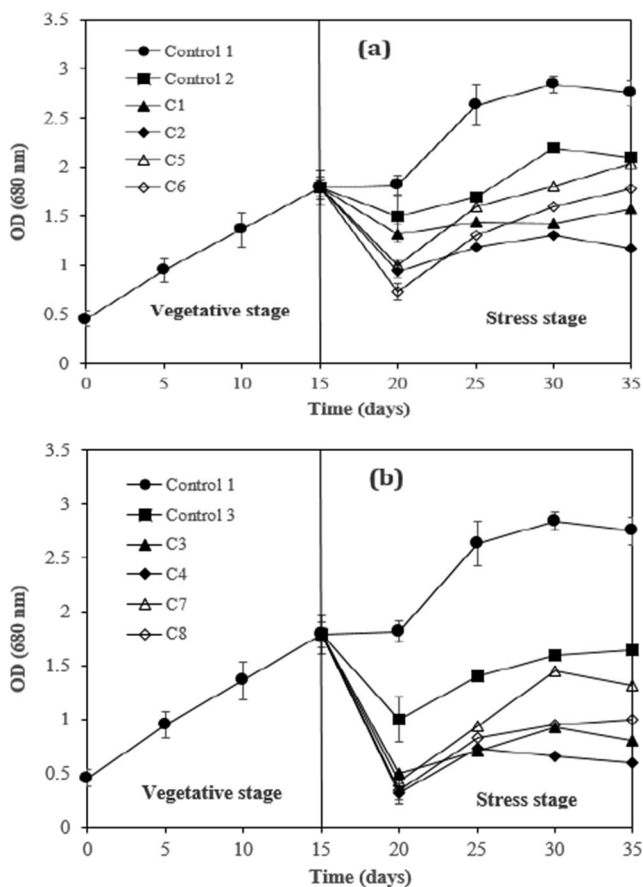 (a)
Control 1
Control 2
C1
C2
C5
C6
3.5
3
2.5
2
1.5
1
0.5
0
OD (680 nm)
Vegetative stage
Stress stage
0 5 10 15 20 25 30 35
Time (days)
(b)
Control 1
Control 3
C3
C4
C7
C8
3.5
3
2.5
2
1.5
1
0.5
0
OD (680 nm)
Vegetative stage
Stress stage
0 5 10 15 20 25 30 35
Time (days)